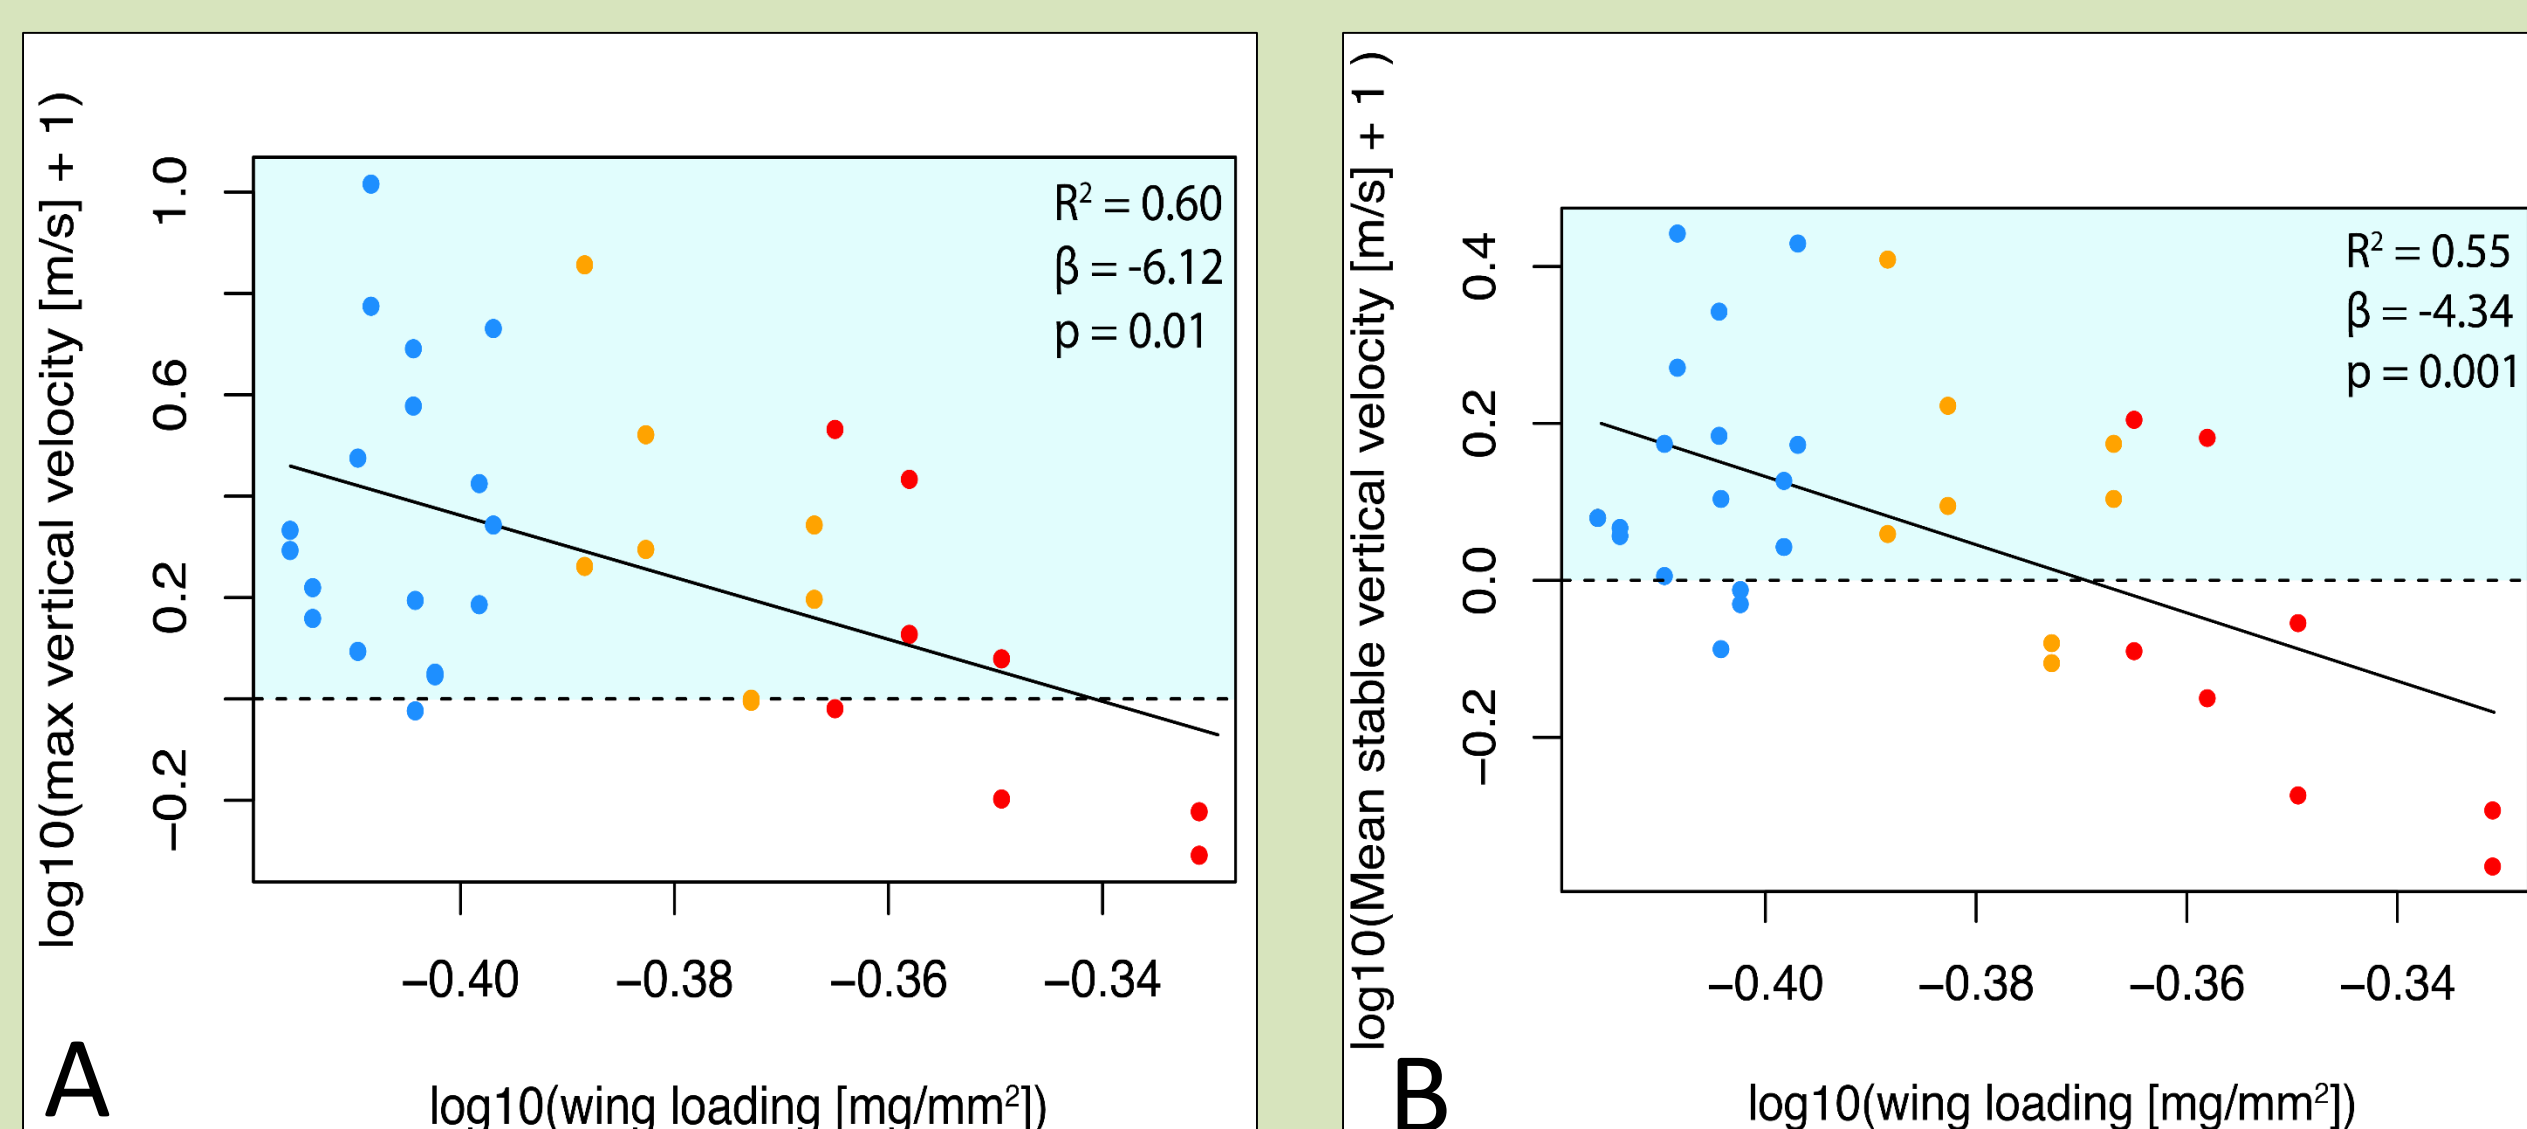 log10(max vertical velocity [m/s] + 1)
1.0
0.6
0.2
−0.2
R² = 0.60
β = -6.12
p = 0.01
−0.40 −0.38 −0.36 −0.34
log10(wing loading [mg/mm²])
A
log10(Mean stable vertical velocity [m/s] + 1 )
0.4
0.2
0.0
−0.2
R² = 0.55
β = -4.34
p = 0.001
−0.40 −0.38 −0.36 −0.34
log10(wing loading [mg/mm²])
B